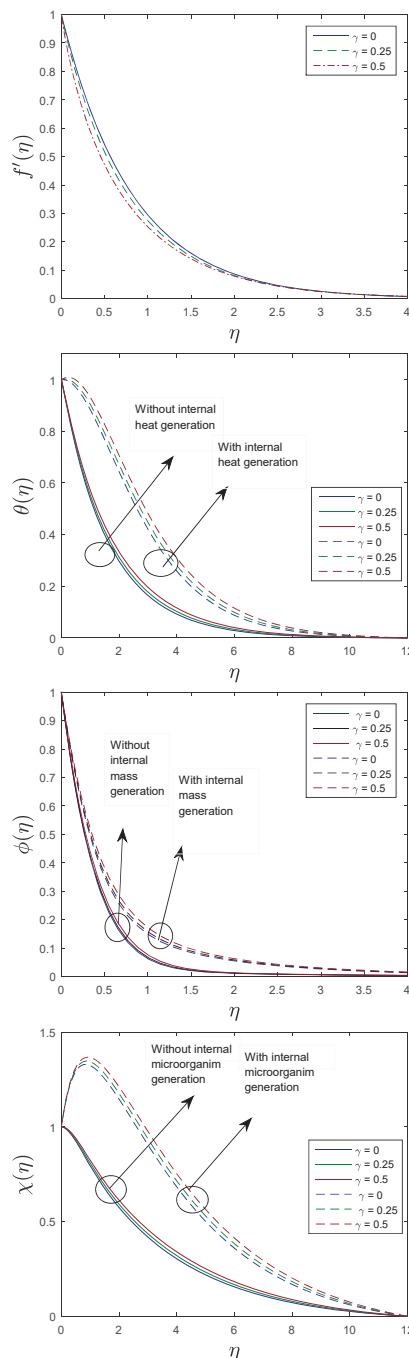 1
0.9
0.8
0.7
0.6
0.5
0.4
0.3
0.2
0.1
0
f'(η)
γ = 0
γ = 0.25
γ = 0.5
0 0.5 1 1.5 2 2.5 3 3.5 4
η
1
0.8
0.6
0.4
0.2
0
θ(η)
Without internal
heat generation
With internal
heat generation
γ = 0
γ = 0.25
γ = 0.5
γ = 0
γ = 0.25
γ = 0.5
0 2 4 6 8 10 12
η
1
0.9
0.8
0.7
0.6
0.5
0.4
0.3
0.2
0.1
0
ϕ(η)
Without
internal
mass
generation
With internal
mass
generation
γ = 0
γ = 0.25
γ = 0.5
γ = 0
γ = 0.25
γ = 0.5
0 0.5 1 1.5 2 2.5 3 3.5 4
η
1.5
1
0.5
0
χ(η)
Without internal
microorganim
generation
With internal
microorganim
generation
γ = 0
γ = 0.25
γ = 0.5
γ = 0
γ = 0.25
γ = 0.5
0 2 4 6 8 10 12
η